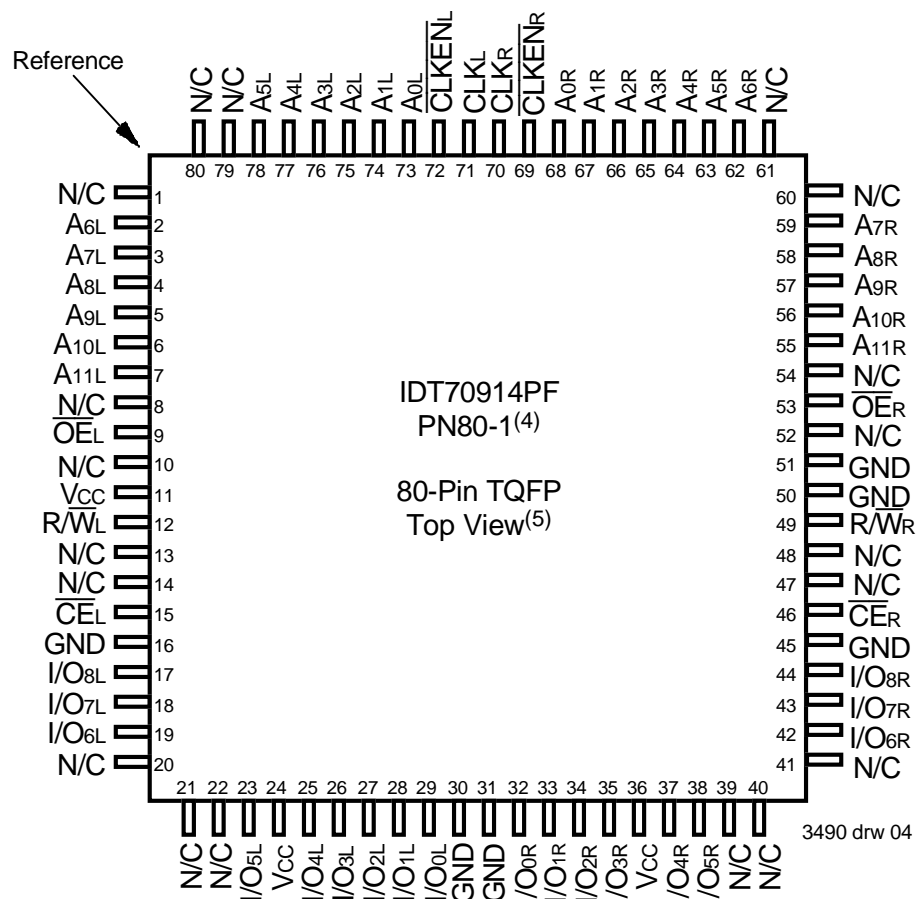 Reference
N/C N/C A5L A4L A3L A2L A1L A0L CLKENL CLKL CLKR CLKENR A0R A1R A2R A3R A4R A5R A6R N/C
80 79 78 77 76 75 74 73 72 71 70 69 68 67 66 65 64 63 62 61
N/C 1 60 N/C
A6L 2 59 A7R
A7L 3 58 A8R
A8L 4 57 A9R
A9L 5 56 A10R
A10L 6 55 A11R
A11L 7 54 N/C
N/C 8 53 OER
OEL 9 52 N/C
N/C 10 51 GND
VCC 11 50 GND
R/WL 12 49 R/WR
N/C 13 48 N/C
N/C 14 47 N/C
CEL 15 46 CER
GND 16 45 GND
I/O8L 17 44 I/O8R
I/O7L 18 43 I/O7R
I/O6L 19 42 I/O6R
N/C 20 41 N/C
IDT70914PF
PN80-1(4)
80-Pin TQFP
Top View(5)
21 22 23 24 25 26 27 28 29 30 31 32 33 34 35 36 37 38 39 40
N/C N/C I/O5L VCC I/O4L I/O3L I/O2L I/O1L I/O0L GND GND I/O0R I/O1R I/O2R I/O3R VCC I/O4R I/O5R N/C N/C
3490 drw 04